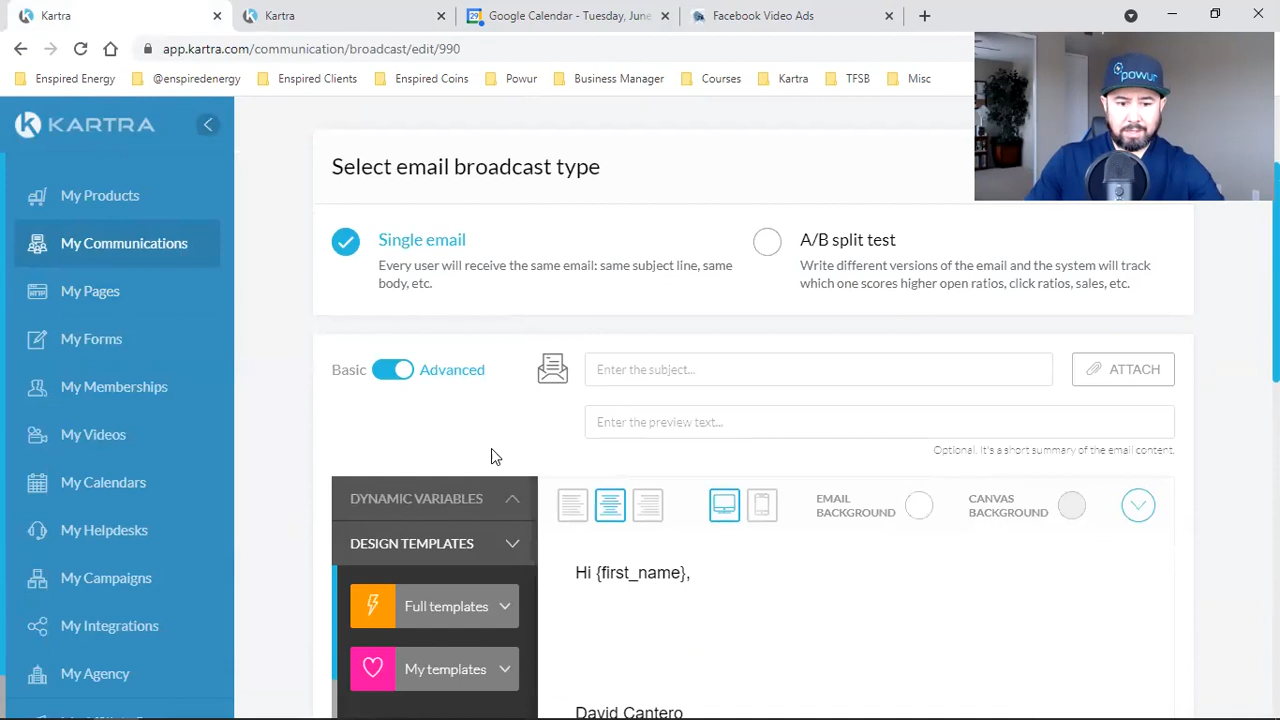 Kartra
Kartra
Google Calendar - Tuesday, June
Facebook Video Ads
app.kartra.com/communication/broadcast/edit/990
Enspired Energy
@enspiredenergy
Enspired Clients
Enspired Coins
Powur
Business Manager
Courses
Kartra
TFSB
Misc
powur
KARTRA
My Products
My Communications
My Pages
My Forms
My Memberships
My Videos
My Calendars
My Helpdesks
My Campaigns
My Integrations
My Agency
Select email broadcast type
Single email
Every user will receive the same email: same subject line, same
body, etc.
A/B split test
Write different versions of the email and the system will track
which one scores higher open ratios, click ratios, sales, etc.
Basic
Advanced
Enter the subject...
ATTACH
Enter the preview text...
Optional. It's a short summary of the email content.
DYNAMIC VARIABLES
EMAIL
BACKGROUND
CANVAS
BACKGROUND
DESIGN TEMPLATES
Full templates
My templates
Hi {first_name},
David Cantero